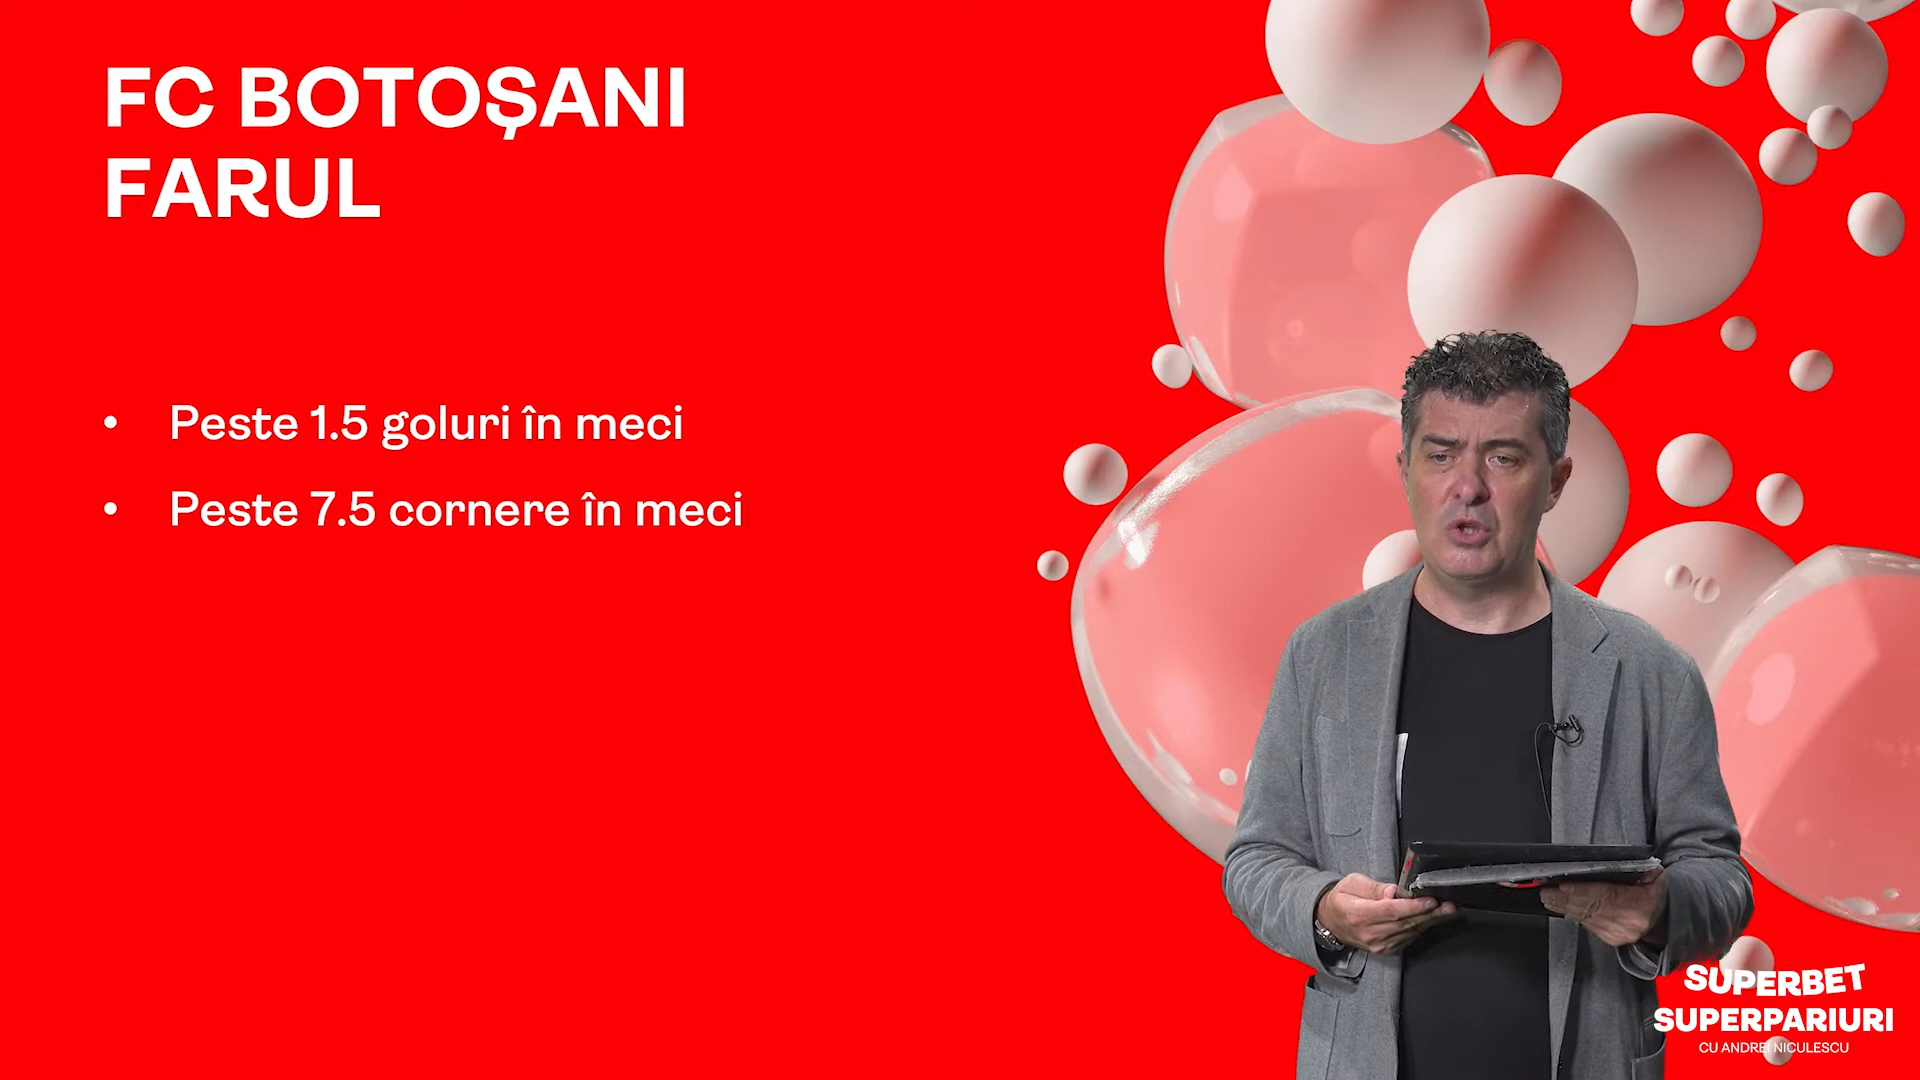 FC BOTOȘANI
FARUL
• Peste 1.5 goluri în meci
• Peste 7.5 cornere în meci
SUPERBET
SUPERPARIURI
CU ANDREI NICULESCU